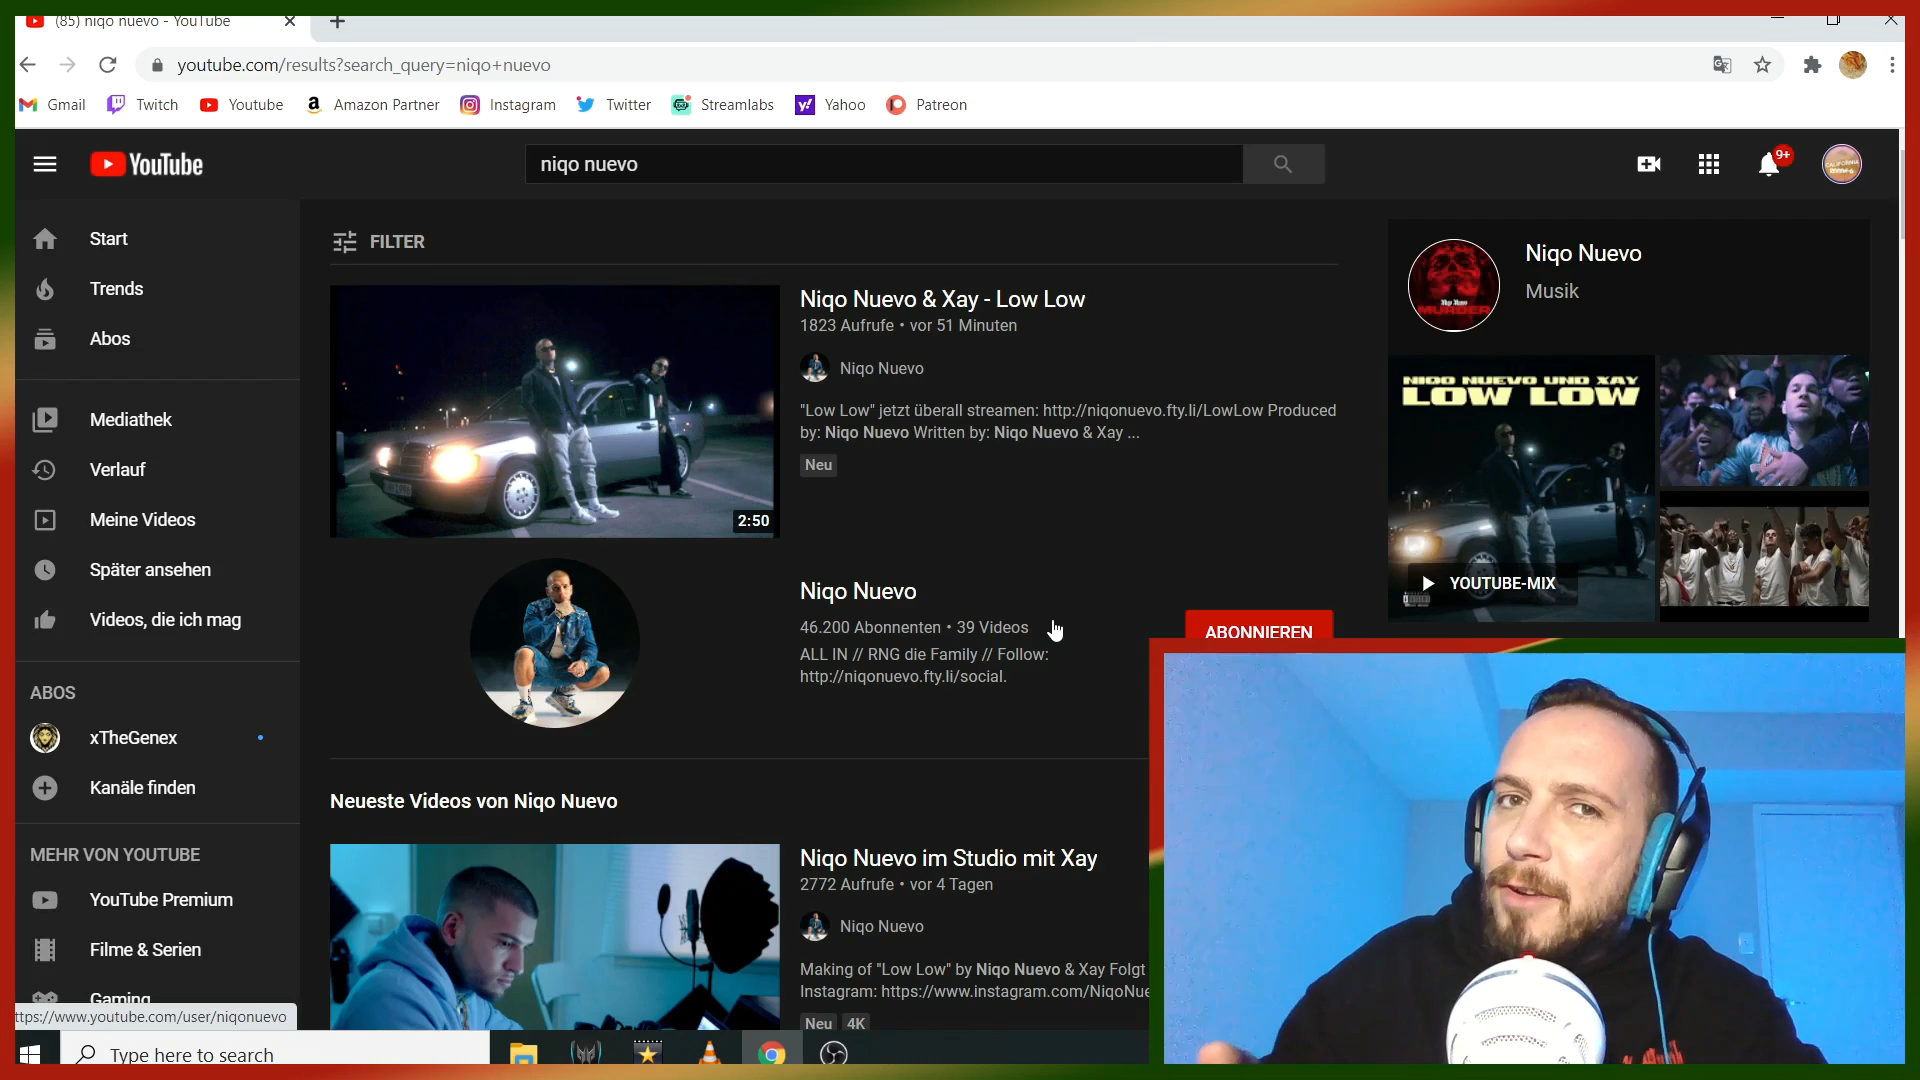 (85) niqo nuevo - YouTube
youtube.com/results?search_query=niqo+nuevo
Gmail
Twitch
Youtube
Amazon Partner
Instagram
Twitter
Streamlabs
Yahoo
Patreon
YouTube
niqo nuevo
9+
Start
Trends
Abos
Mediathek
Verlauf
Meine Videos
Später ansehen
Videos, die ich mag
ABOS
xTheGenex
Kanäle finden
MEHR VON YOUTUBE
YouTube Premium
Filme & Serien
Gaming
ttps://www.youtube.com/user/niqonuevo
FILTER
Niqo Nuevo & Xay - Low Low
1823 Aufrufe • vor 51 Minuten
Niqo Nuevo
"Low Low" jetzt überall streamen: http://niqonuevo.fty.li/LowLow Produced
by: Niqo Nuevo Written by: Niqo Nuevo & Xay ...
Neu
2:50
Niqo Nuevo
46.200 Abonnenten • 39 Videos
ALL IN // RNG die Family // Follow:
http://niqonuevo.fty.li/social.
ABONNIEREN
Neueste Videos von Niqo Nuevo
Niqo Nuevo im Studio mit Xay
2772 Aufrufe • vor 4 Tagen
Niqo Nuevo
Making of "Low Low" by Niqo Nuevo & Xay Folgt
Instagram: https://www.instagram.com/NiqoNue
Neu
4K
Niqo Nuevo
Musik
MURDER
NIQO NUEVO UND XAY
LOW LOW
YOUTUBE-MIX
Type here to search